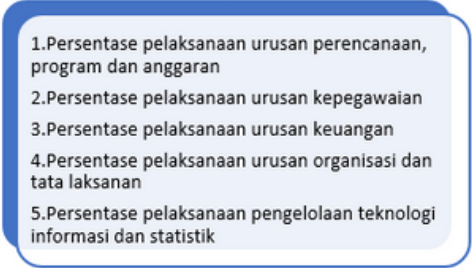 1.Persentase pelaksanaan urusan perencanaan,
program dan anggaran
2.Persentase pelaksanaan urusan kepegawaian
3.Persentase pelaksanaan urusan keuangan
4.Persentase pelaksanaan urusan organisasi dan
tata laksanan
5.Persentase pelaksanaan pengelolaan teknologi
informasi dan statistik